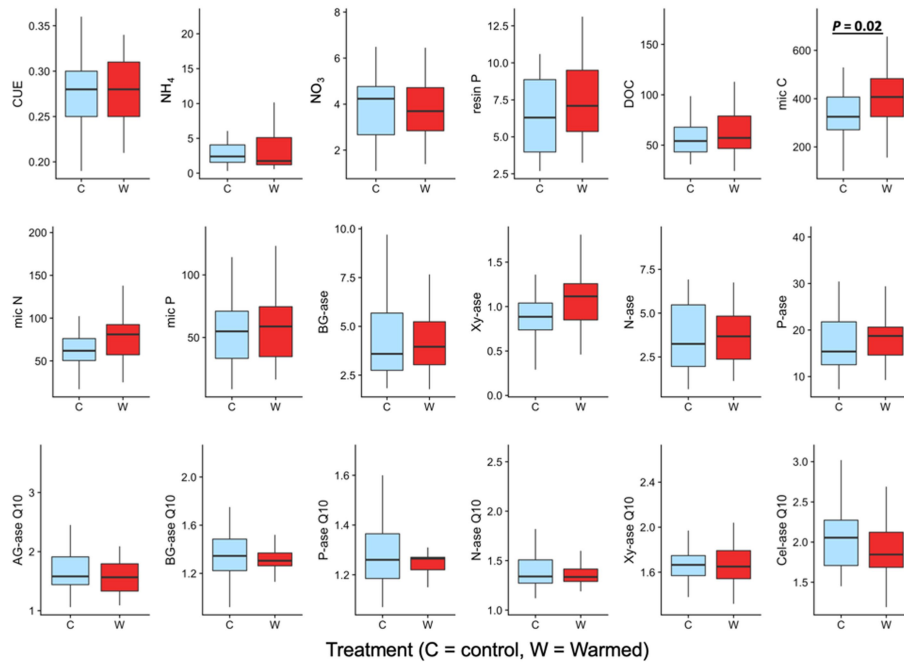 CUE
0.35
0.30
0.25
0.20
C
W
NH4
20
15
10
5
0
C
W
NO3
6
4
2
C
W
resin P
12.5
10.0
7.5
5.0
2.5
C
W
DOC
150
100
50
C
W
P = 0.02
mic C
600
400
200
C
W
mic N
200
150
100
50
C
W
mic P
100
50
C
W
BG-ase
10.0
7.5
5.0
2.5
C
W
Xy-ase
1.5
1.0
0.5
0.0
C
W
N-ase
7.5
5.0
2.5
C
W
P-ase
40
30
20
10
C
W
AG-ase Q10
3
2
1
C
W
BG-ase Q10
2.0
1.6
1.2
C
W
P-ase Q10
1.6
1.4
1.2
C
W
N-ase Q10
2.5
2.0
1.5
1.0
C
W
Xy-ase Q10
2.4
2.0
1.6
1.2
C
W
Cel-ase Q10
3.0
2.5
2.0
1.5
C
W
Treatment (C = control, W = Warmed)